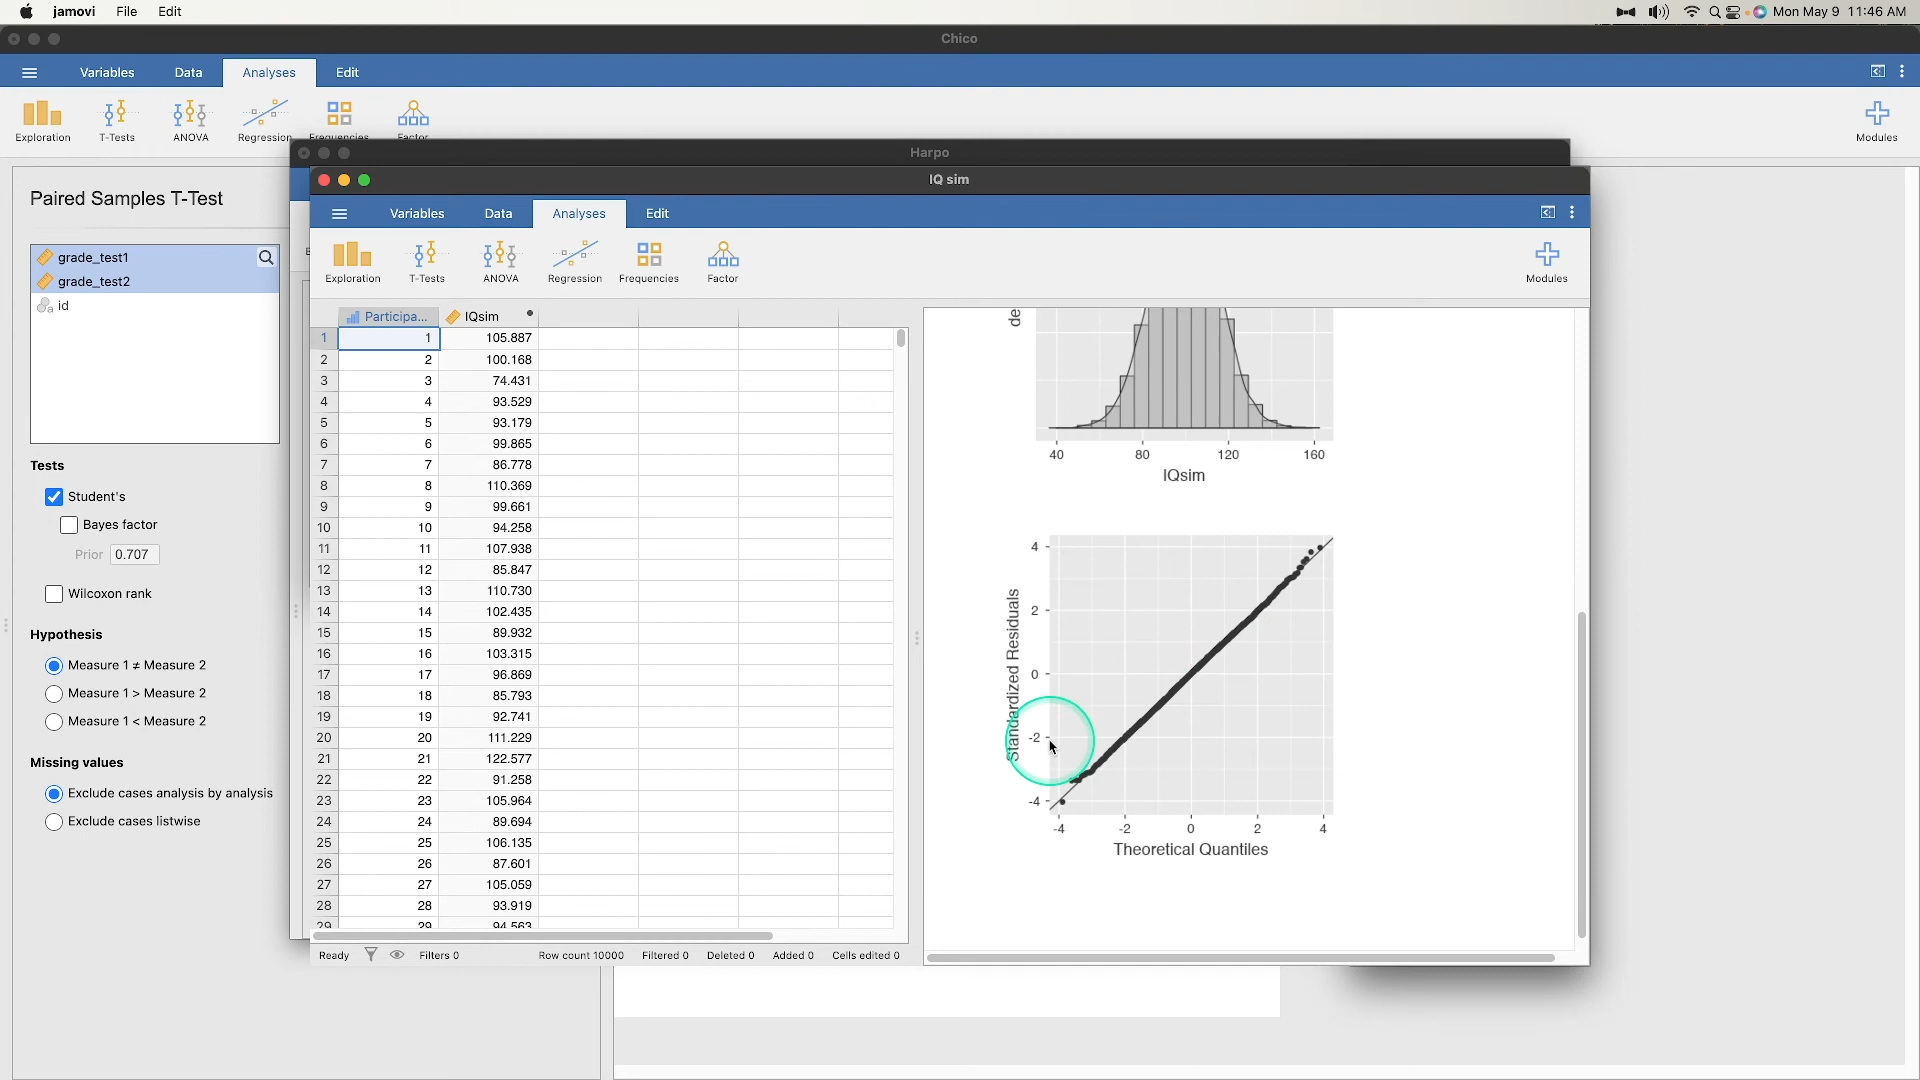 jamovi File Edit
Mon May 9 11:46 AM
Chico
Variables Data Analyses Edit
Exploration T-Tests ANOVA Regression Frequencies Factor Modules
Harpo
Paired Samples T-Test
IQ sim
Variables Data Analyses Edit
Exploration T-Tests ANOVA Regression Frequencies Factor Modules
grade_test1
grade_test2
id
Tests
Student's
Bayes factor
Prior 0.707
Wilcoxon rank
Hypothesis
Measure 1 ≠ Measure 2
Measure 1 > Measure 2
Measure 1 < Measure 2
Missing values
Exclude cases analysis by analysis
Exclude cases listwise
Participa... IQsim
1 1 105.887
2 2 100.168
3 3 74.431
4 4 93.529
5 5 93.179
6 6 99.865
7 7 86.778
8 8 110.369
9 9 99.661
10 10 94.258
11 11 107.938
12 12 85.847
13 13 110.730
14 14 102.435
15 15 89.932
16 16 103.315
17 17 96.869
18 18 85.793
19 19 92.741
20 20 111.229
21 21 122.577
22 22 91.258
23 23 105.964
24 24 89.694
25 25 106.135
26 26 87.601
27 27 105.059
28 28 93.919
29 29 94.563
Ready Filters 0 Row count 10000 Filtered 0 Deleted 0 Added 0 Cells edited 0
de
40 80 120 160
IQsim
Standardized Residuals
4
2
0
-2
-4
-4 -2 0 2 4
Theoretical Quantiles